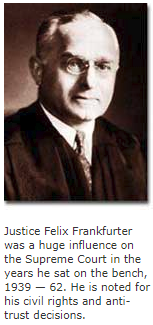 Justice Felix Frankfurter
was a huge influence on
the Supreme Court in the
years he sat on the bench,
1939 — 62. He is noted for
his civil rights and anti-
trust decisions.